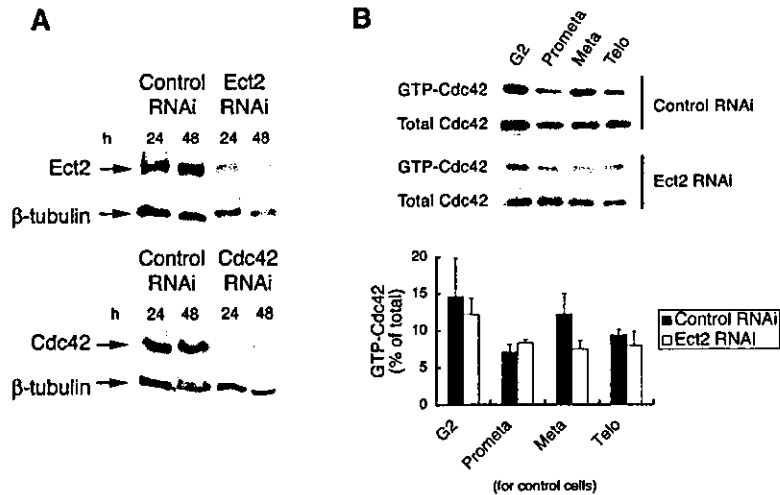 A
Control Ect2
RNAi RNAi
h 24 48 24 48
Ect2
β-tubulin
Control Cdc42
RNAi RNAi
h 24 48 24 48
Cdc42
β-tubulin
B
G2 Prometa Meta Telo
GTP-Cdc42
Total Cdc42
Control RNAi
GTP-Cdc42
Total Cdc42
Ect2 RNAi
GTP-Cdc42
(% of total)
20
15
10
5
0
Control RNAi
Ect2 RNAi
G2 Prometa Meta Telo
(for control cells)